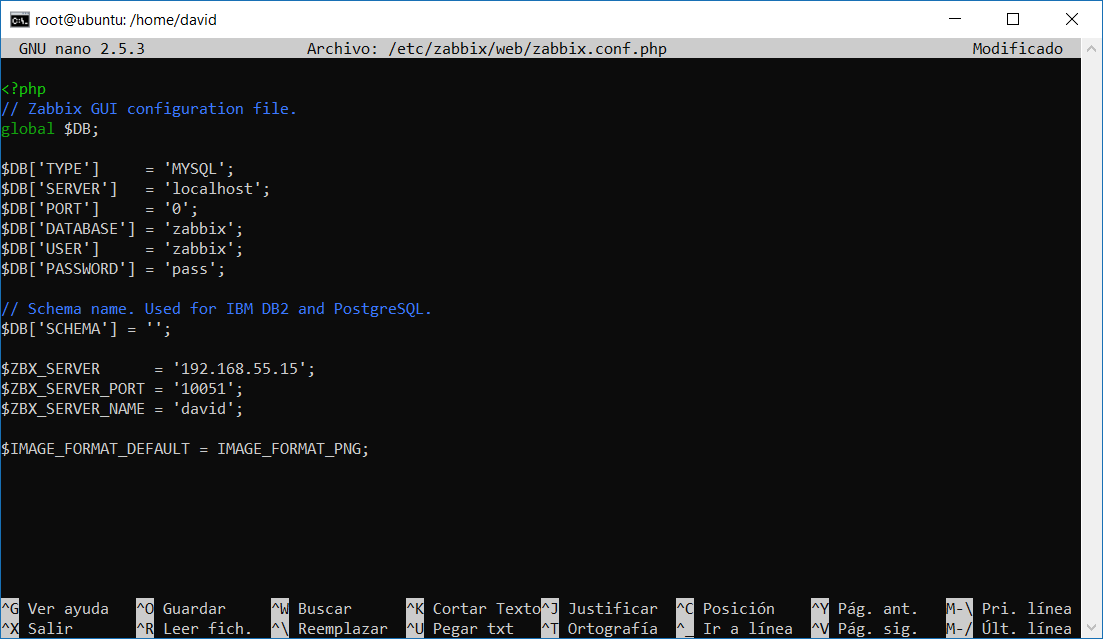 root@ubuntu: /home/david
GNU nano 2.5.3 Archivo: /etc/zabbix/web/zabbix.conf.php Modificado
<?php
// Zabbix GUI configuration file.
global $DB;
$DB['TYPE']     = 'MYSQL';
$DB['SERVER']   = 'localhost';
$DB['PORT']     = '0';
$DB['DATABASE'] = 'zabbix';
$DB['USER']     = 'zabbix';
$DB['PASSWORD'] = 'pass';
// Schema name. Used for IBM DB2 and PostgreSQL.
$DB['SCHEMA'] = '';
$ZBX_SERVER      = '192.168.55.15';
$ZBX_SERVER_PORT = '10051';
$ZBX_SERVER_NAME = 'david';
$IMAGE_FORMAT_DEFAULT = IMAGE_FORMAT_PNG;
^G Ver ayuda ^O Guardar ^W Buscar ^K Cortar Texto^J Justificar ^C Posición ^Y Pág. ant. M-\ Pri. línea
^X Salir ^R Leer fich. ^\ Reemplazar ^U Pegar txt ^T Ortografía ^_ Ir a línea ^V Pág. sig. M-/ Últ. línea